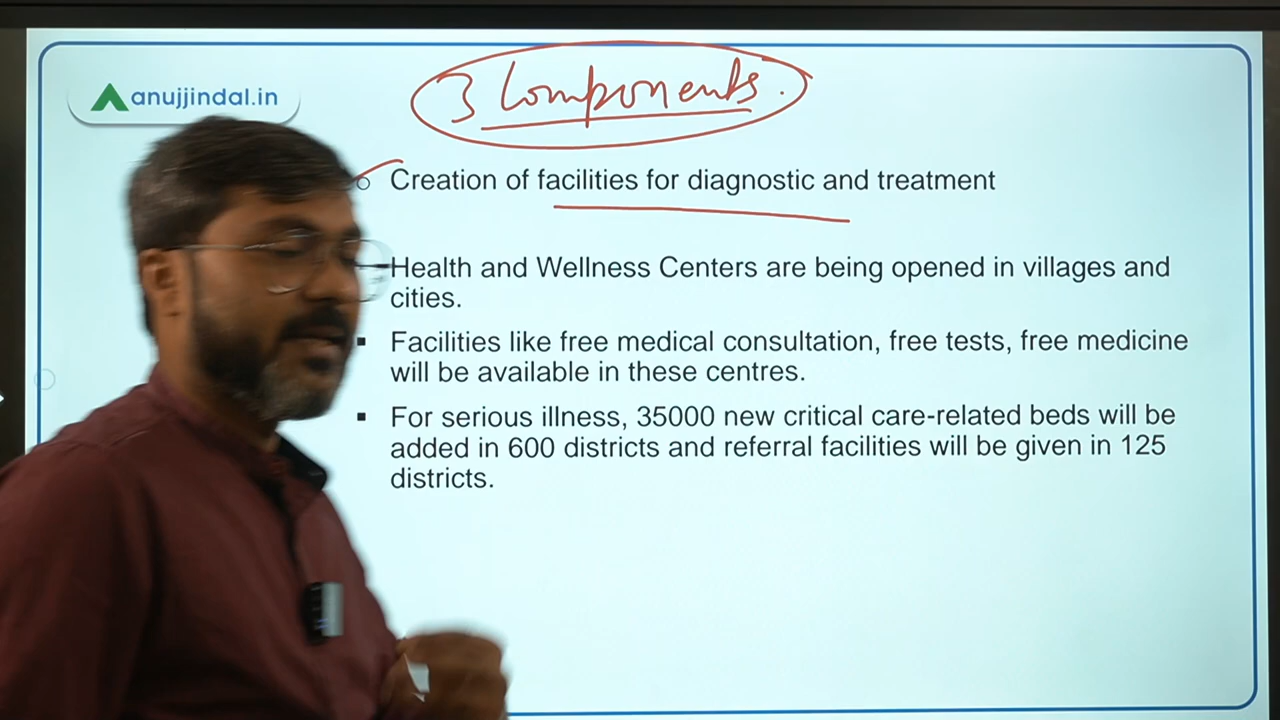 3 Components.
anujjindal.in
Creation of facilities for diagnostic and treatment
Health and Wellness Centers are being opened in villages and
cities.
Facilities like free medical consultation, free tests, free medicine
will be available in these centres.
For serious illness, 35000 new critical care-related beds will be
added in 600 districts and referral facilities will be given in 125
districts.